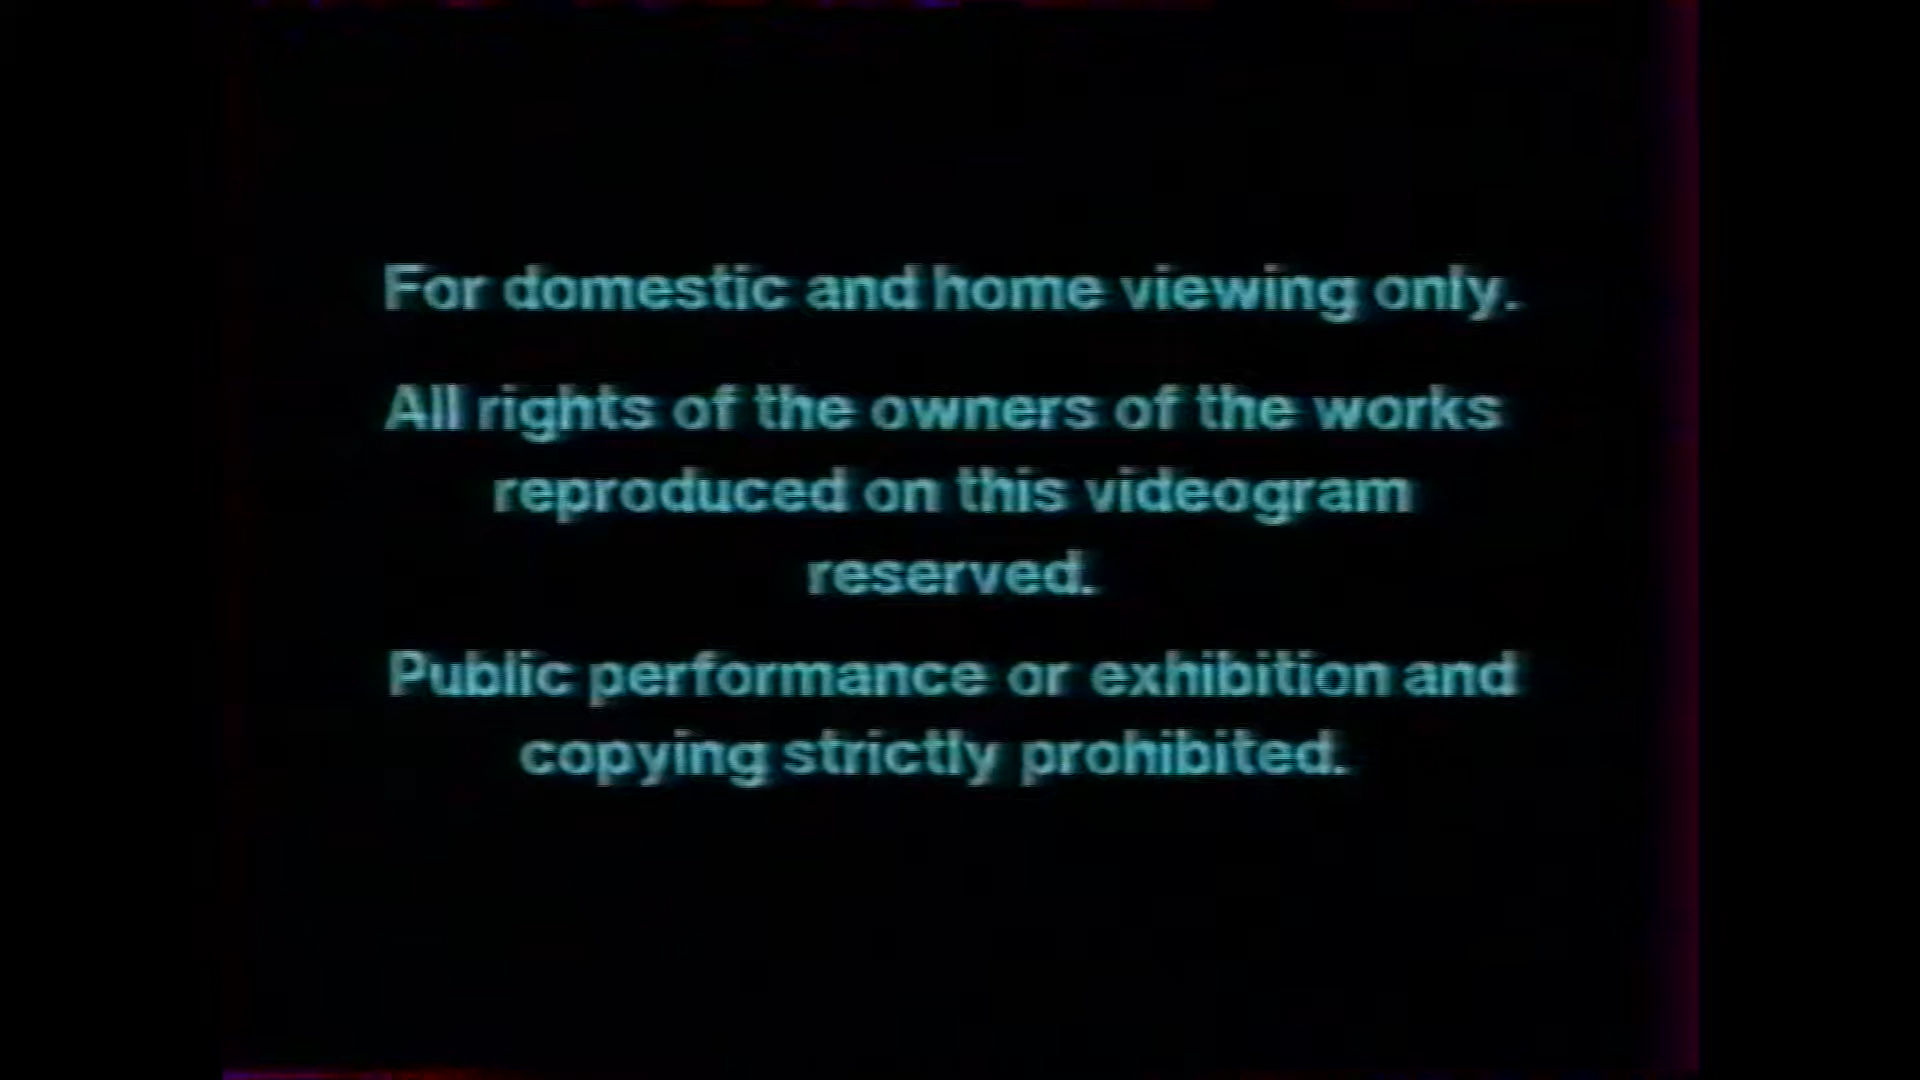 For domestic and home viewing only.
All rights of the owners of the works
reproduced on this videogram
reserved.
Public performance or exhibition and
copying strictly prohibited.